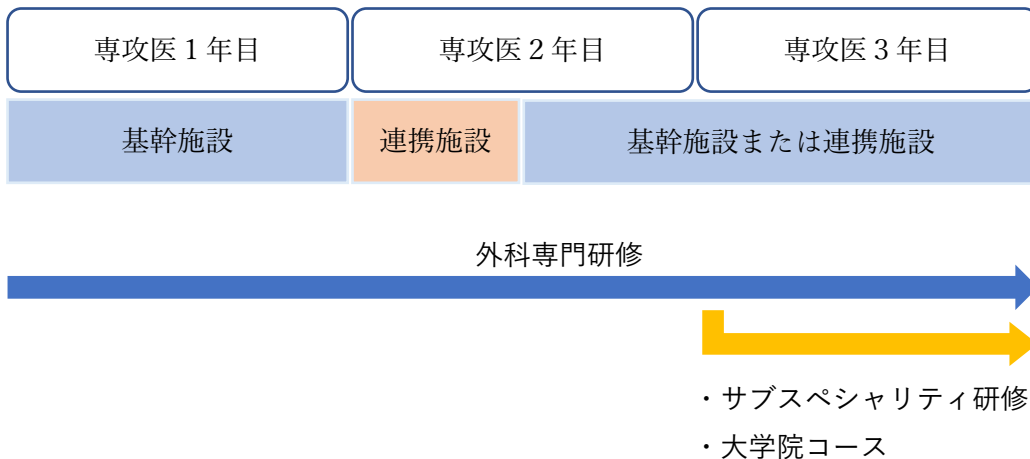 専攻医１年目
専攻医２年目
専攻医３年目
基幹施設
連携施設
基幹施設または連携施設
外科専門研修
・サブスペシャリティ研修
・大学院コース